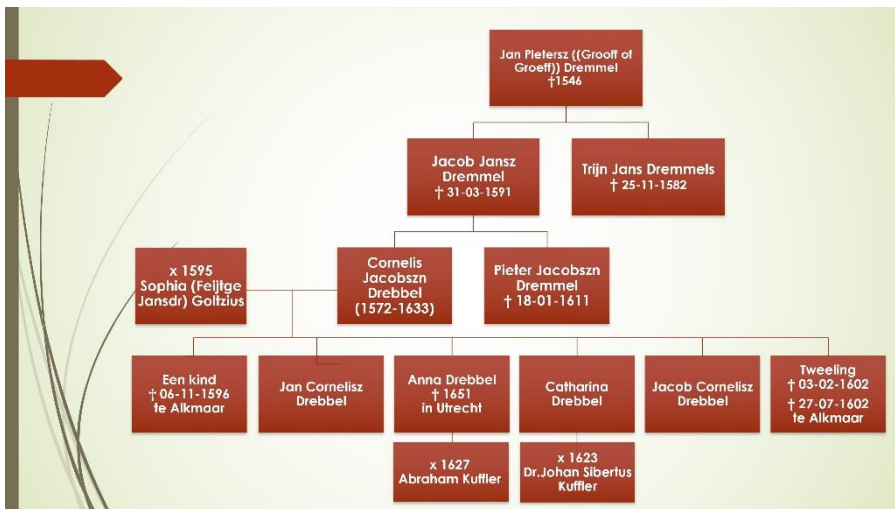 Jan Pietersz ((Grooff of
Groeff)) Dremmel
†1546
Jacob Jansz
Dremmel
† 31-03-1591
Trijn Jans Dremmels
† 25-11-1582
x 1595
Sophia (Feijtge
Jansdr) Goltzius
Cornelis
Jacobszn
Drebbel
(1572-1633)
Pieter Jacobszn
Dremmel
† 18-01-1611
Een kind
† 06-11-1596
te Alkmaar
Jan Cornelisz
Drebbel
Anna Drebbel
† 1651
in Utrecht
Catharina
Drebbel
Jacob Cornelisz
Drebbel
Tweeling
† 03-02-1602
† 27-07-1602
te Alkmaar
x 1627
Abraham Kuffler
x 1623
Dr.Johan Sibertus
Kuffler